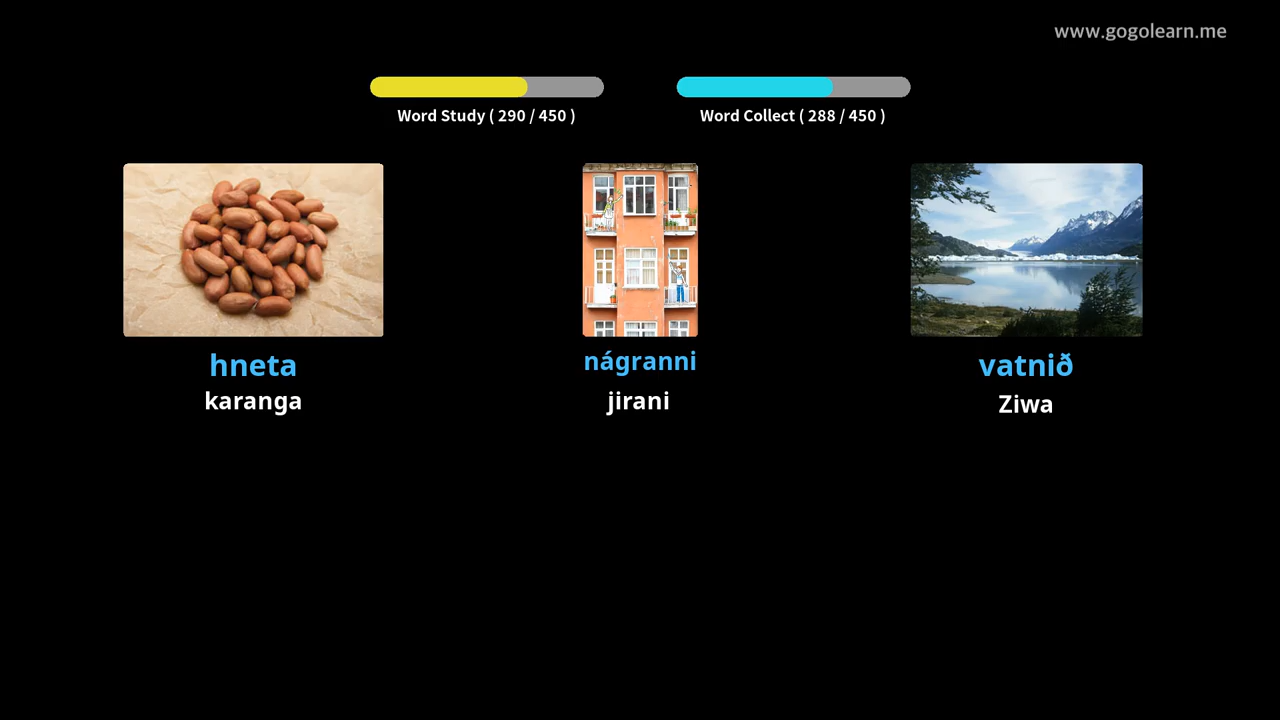 www.gogolearn.me
Word Study ( 290 / 450 )
Word Collect ( 288 / 450 )
hneta
karanga
nágranni
jirani
vatnið
Ziwa